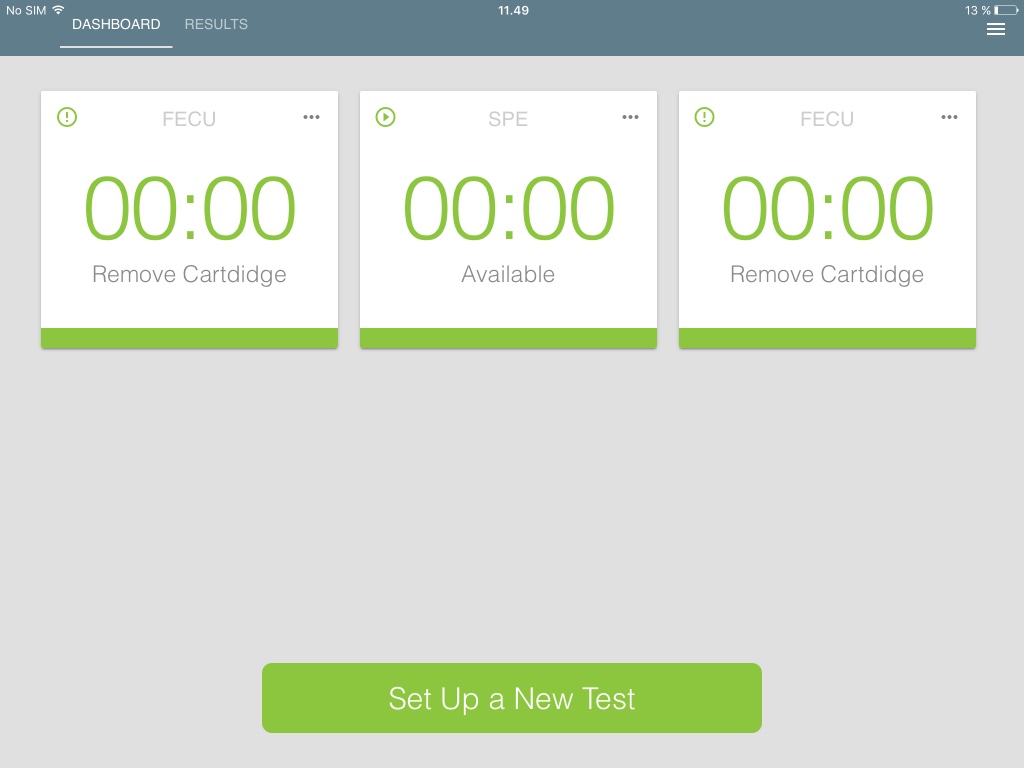 No SIM 11.49 13 %
DASHBOARD RESULTS
FECU SPE FECU
00:00 00:00 00:00
Remove Cartdidge Available Remove Cartdidge
Set Up a New Test